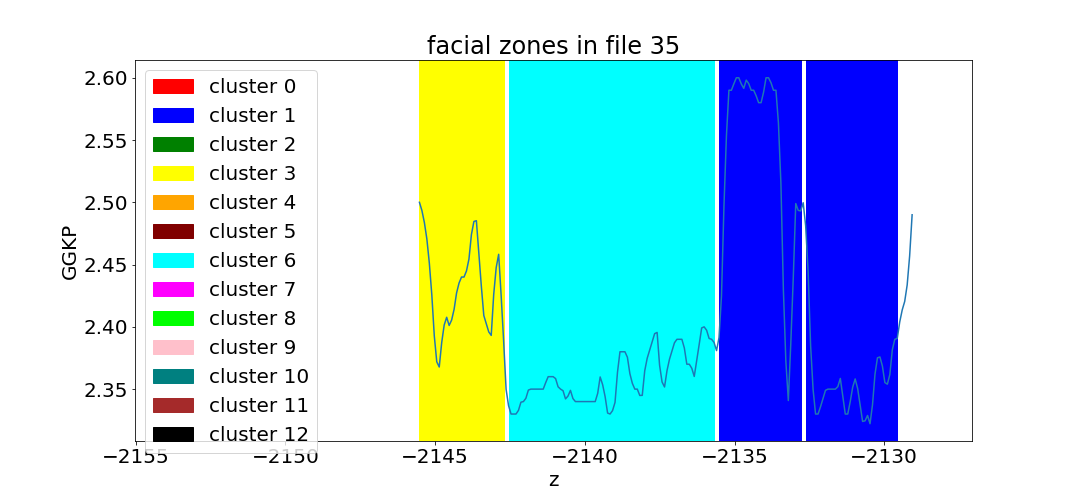 facial zones in file 35
GGKP
2.60
2.55
2.50
2.45
2.40
2.35
cluster 0
cluster 1
cluster 2
cluster 3
cluster 4
cluster 5
cluster 6
cluster 7
cluster 8
cluster 9
cluster 10
cluster 11
cluster 12
−2155 −2150 −2145 −2140 −2135 −2130
z